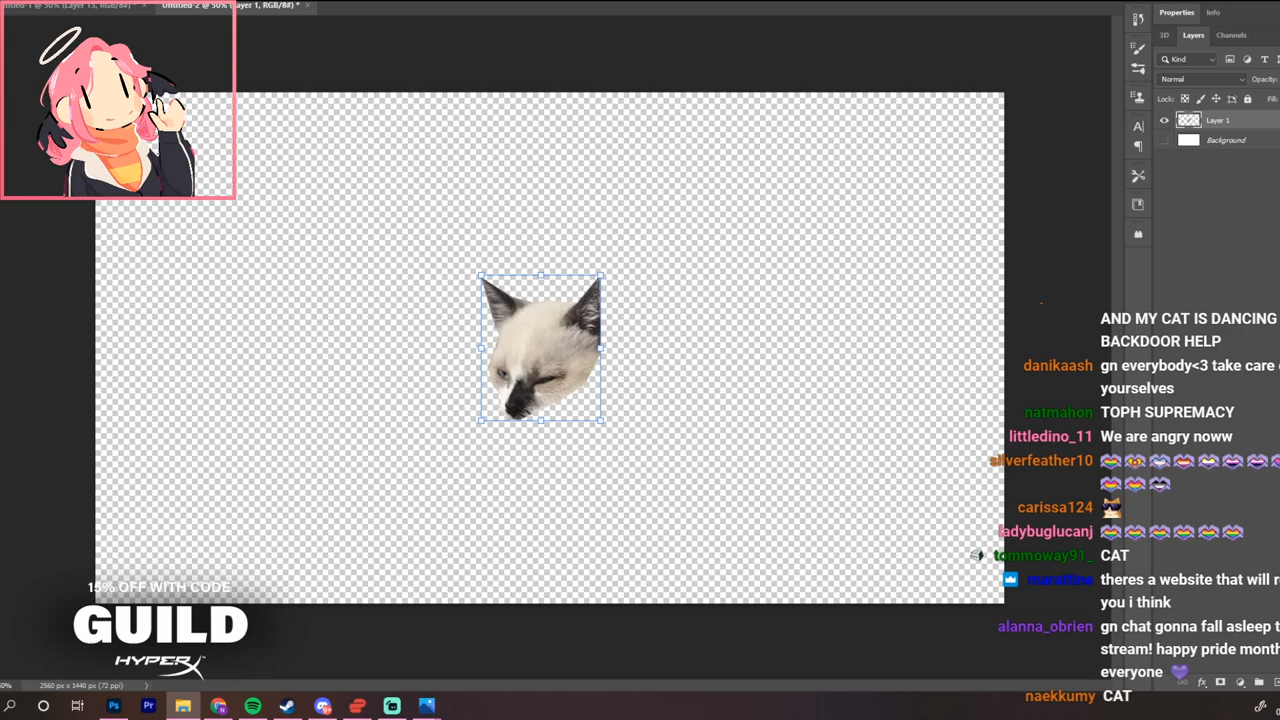 Untitled-2 @ 50% (Layer 1, RGB/8#) *
Properties Info
3D Layers Channels
Kind
Normal Opacity:
Lock: Fill:
Layer 1
Background
AND MY CAT IS DANCING
BACKDOOR HELP
danikaash gn everybody<3 take care
yourselves
natmahon TOPH SUPREMACY
littledino_11 We are angry noww
silverfeather10
carissa124
ladybuglucanj
tommoway91_ CAT
theres a website that will
you i think
alanna_obrien gn chat gonna fall asleep
stream! happy pride month
everyone
naekkumy CAT
15% OFF WITH CODE
GUILD
HYPERX
2560 px x 1440 px (72 ppi)
Ps Pr